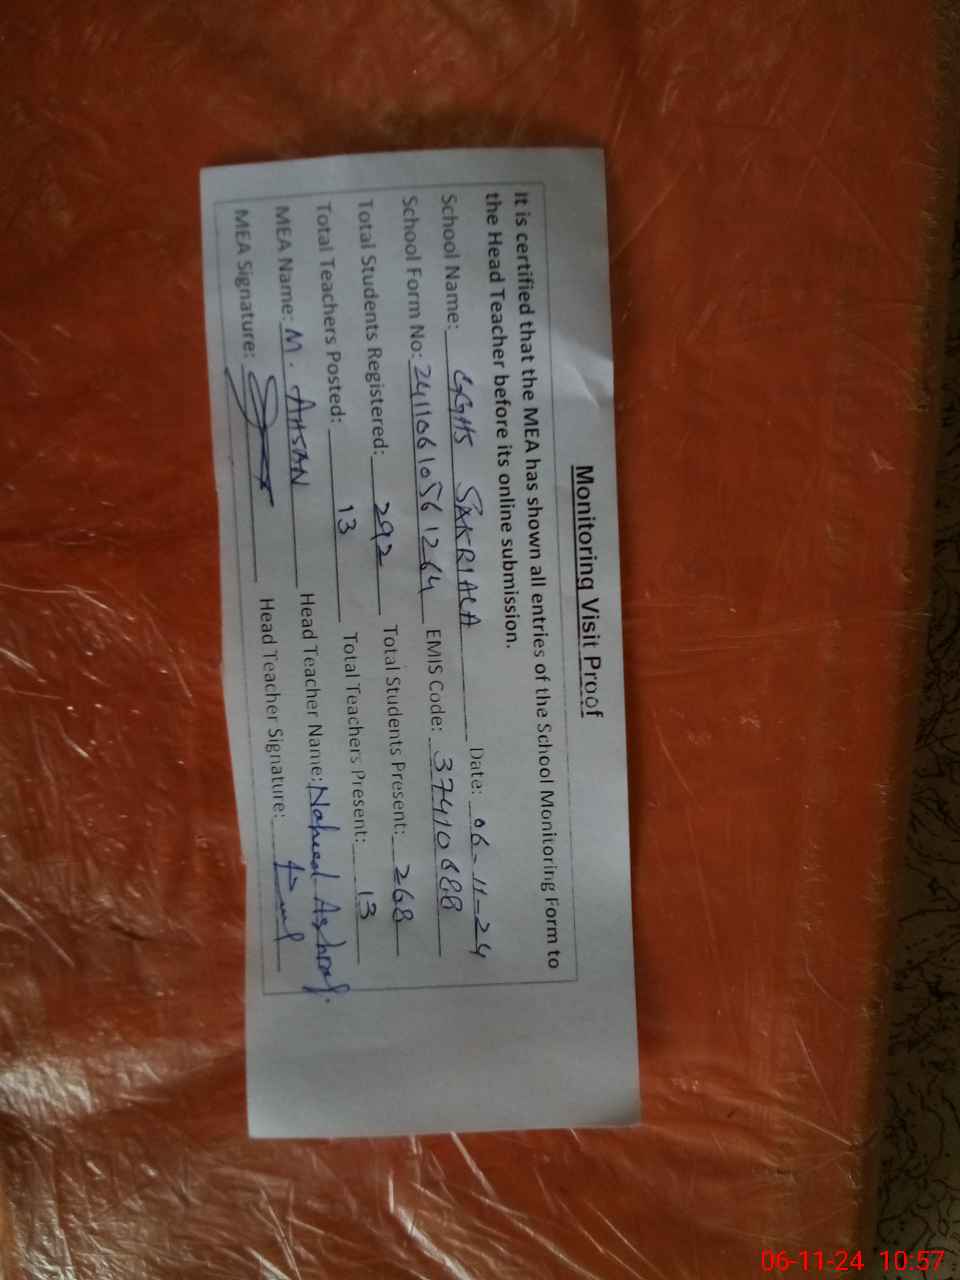 Monitoring Visit Proof
It is certified that the MEA has shown all entries of the School Monitoring Form to
the Head Teacher before its online submission.
School Name: GGHS SAKRIALA Date: 06-11-24
School Form No: 24110610561264 EMIS Code: 37410688
Total Students Registered: 292 Total Students Present: 268
Total Teachers Posted: 13 Total Teachers Present: 13
MEA Name: M. AHSAN Head Teacher Name: Naheed Ashraf.
MEA Signature: Head Teacher Signature:
06-11-24 10:57